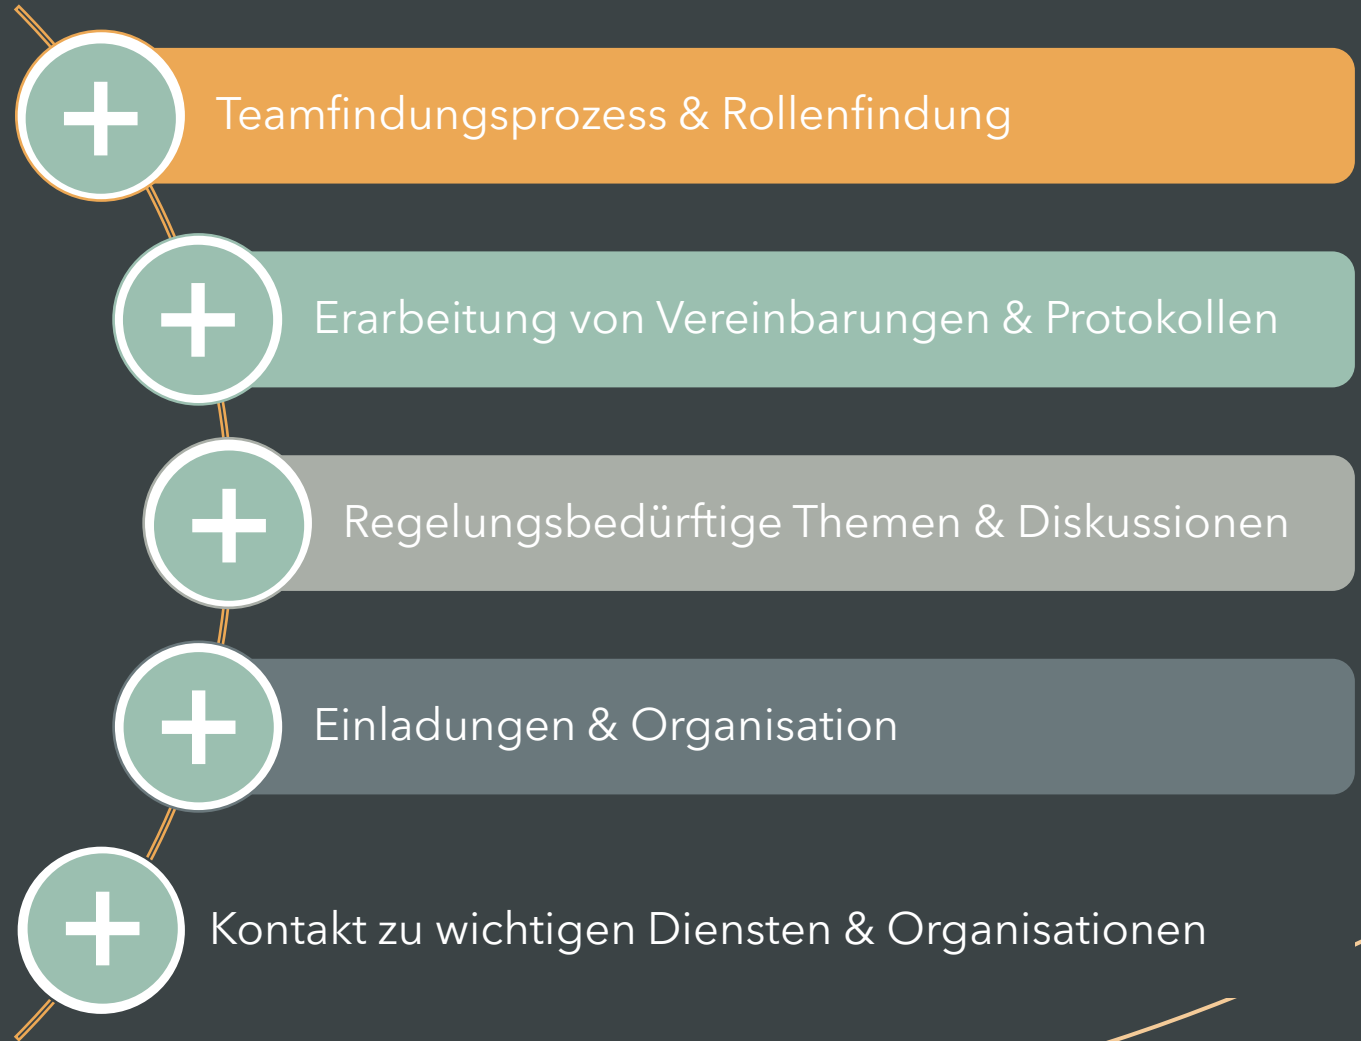 Teamfindungsprozess & Rollenfindung
Erarbeitung von Vereinbarungen & Protokollen
Regelungsbedürftige Themen & Diskussionen
Einladungen & Organisation
Kontakt zu wichtigen Diensten & Organisationen